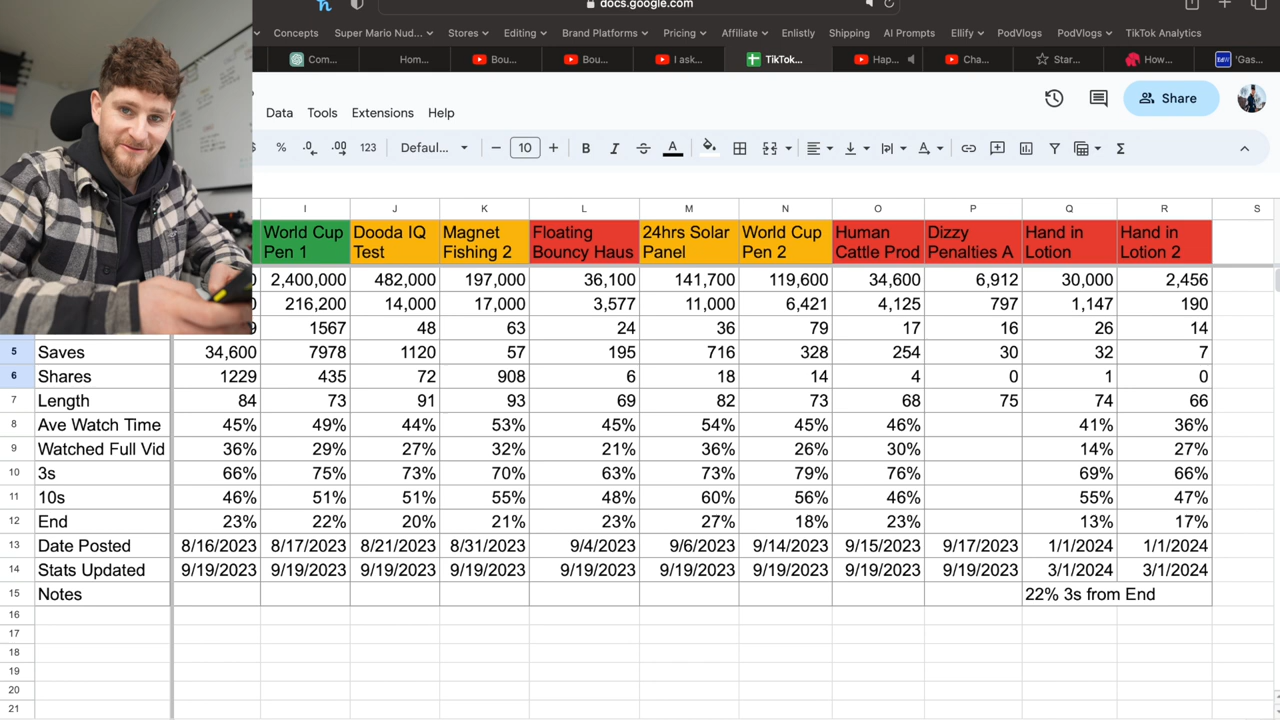 docs.google.com
Concepts Super Mario Nud... Stores Editing Brand Platforms Pricing Affiliate Enlistly Shipping AI Prompts Ellify PodVlogs PodVlogs TikTok Analytics
Com... Hom... Bou... Bou... I ask... TikTok... Hap... Cha... Star... How... 'Gas...
Data Tools Extensions Help Share
% .0 .00 123 Defaul... 10 B I S A
I J K L M N O P Q R S
World Cup Dooda IQ Magnet Floating 24hrs Solar World Cup Human Dizzy Hand in Hand in
Pen 1 Test Fishing 2 Bouncy Haus Panel Pen 2 Cattle Prod Penalties A Lotion Lotion 2
2,400,000 482,000 197,000 36,100 141,700 119,600 34,600 6,912 30,000 2,456
216,200 14,000 17,000 3,577 11,000 6,421 4,125 797 1,147 190
1567 48 63 24 36 79 17 16 26 14
5 Saves 34,600 7978 1120 57 195 716 328 254 30 32 7
6 Shares 1229 435 72 908 6 18 14 4 0 1 0
7 Length 84 73 91 93 69 82 73 68 75 74 66
8 Ave Watch Time 45% 49% 44% 53% 45% 54% 45% 46% 41% 36%
9 Watched Full Vid 36% 29% 27% 32% 21% 36% 26% 30% 14% 27%
10 3s 66% 75% 73% 70% 63% 73% 79% 76% 69% 66%
11 10s 46% 51% 51% 55% 48% 60% 56% 46% 55% 47%
12 End 23% 22% 20% 21% 23% 27% 18% 23% 13% 17%
13 Date Posted 8/16/2023 8/17/2023 8/21/2023 8/31/2023 9/4/2023 9/6/2023 9/14/2023 9/15/2023 9/17/2023 1/1/2024 1/1/2024
14 Stats Updated 9/19/2023 9/19/2023 9/19/2023 9/19/2023 9/19/2023 9/19/2023 9/19/2023 9/19/2023 9/19/2023 3/1/2024 3/1/2024
15 Notes 22% 3s from End
16
17
18
19
20
21